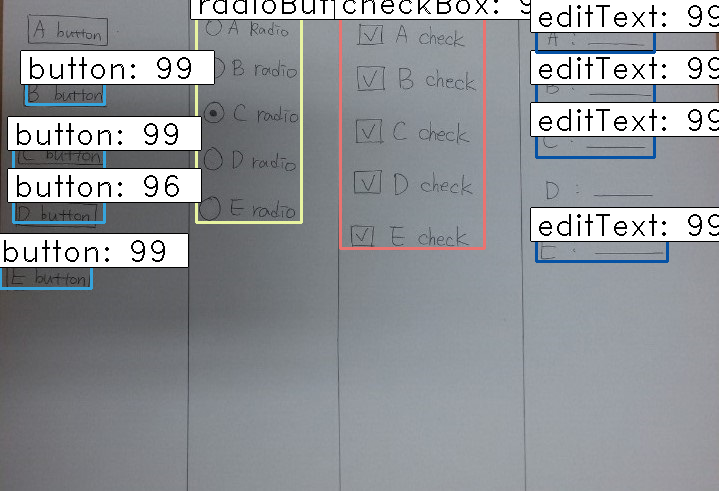 A button
button: 99
B button
button: 99
C button
button: 96
D button
button: 99
E button
A Radio
B radio
C radio
D radio
E radio
checkBox: 9
A check
B check
C check
D check
E check
editText: 99
A :
editText: 99
B :
editText: 99
C :
D :
editText: 99
E :